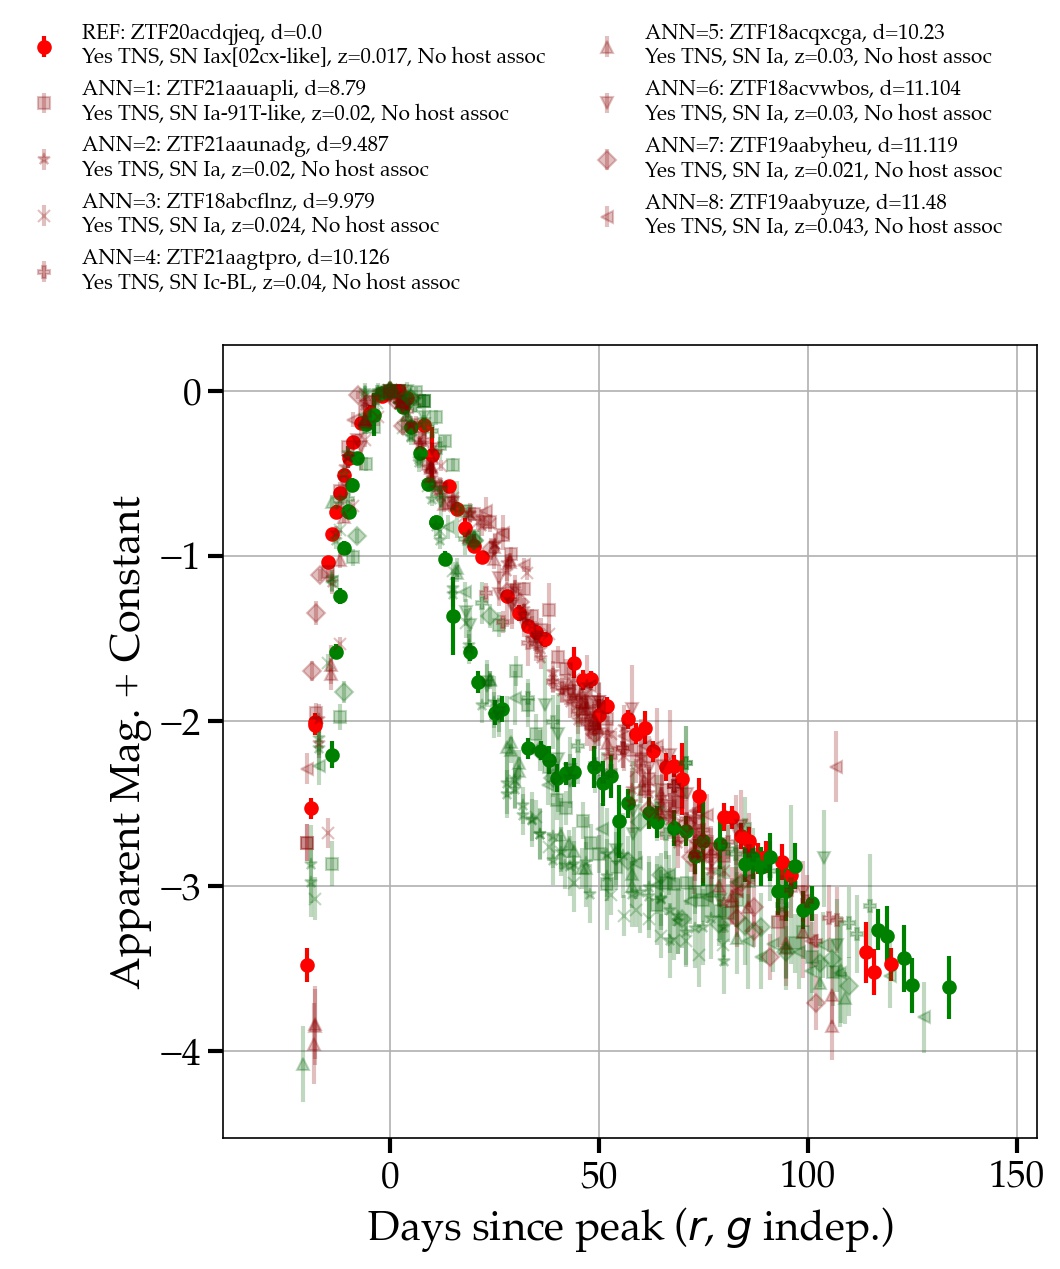 REF: ZTF20acdqjeq, d=0.0
Yes TNS, SN Iax[02cx-like], z=0.017, No host assoc
ANN=1: ZTF21aauapli, d=8.79
Yes TNS, SN Ia-91T-like, z=0.02, No host assoc
ANN=2: ZTF21aaunadg, d=9.487
Yes TNS, SN Ia, z=0.02, No host assoc
ANN=3: ZTF18abcflnz, d=9.979
Yes TNS, SN Ia, z=0.024, No host assoc
ANN=4: ZTF21aagtpro, d=10.126
Yes TNS, SN Ic-BL, z=0.04, No host assoc
ANN=5: ZTF18acqxcga, d=10.23
Yes TNS, SN Ia, z=0.03, No host assoc
ANN=6: ZTF18acvwbos, d=11.104
Yes TNS, SN Ia, z=0.03, No host assoc
ANN=7: ZTF19aabyheu, d=11.119
Yes TNS, SN Ia, z=0.021, No host assoc
ANN=8: ZTF19aabyuze, d=11.48
Yes TNS, SN Ia, z=0.043, No host assoc
Apparent Mag. + Constant
0
−1
−2
−3
−4
0 50 100 150
Days since peak (r, g indep.)